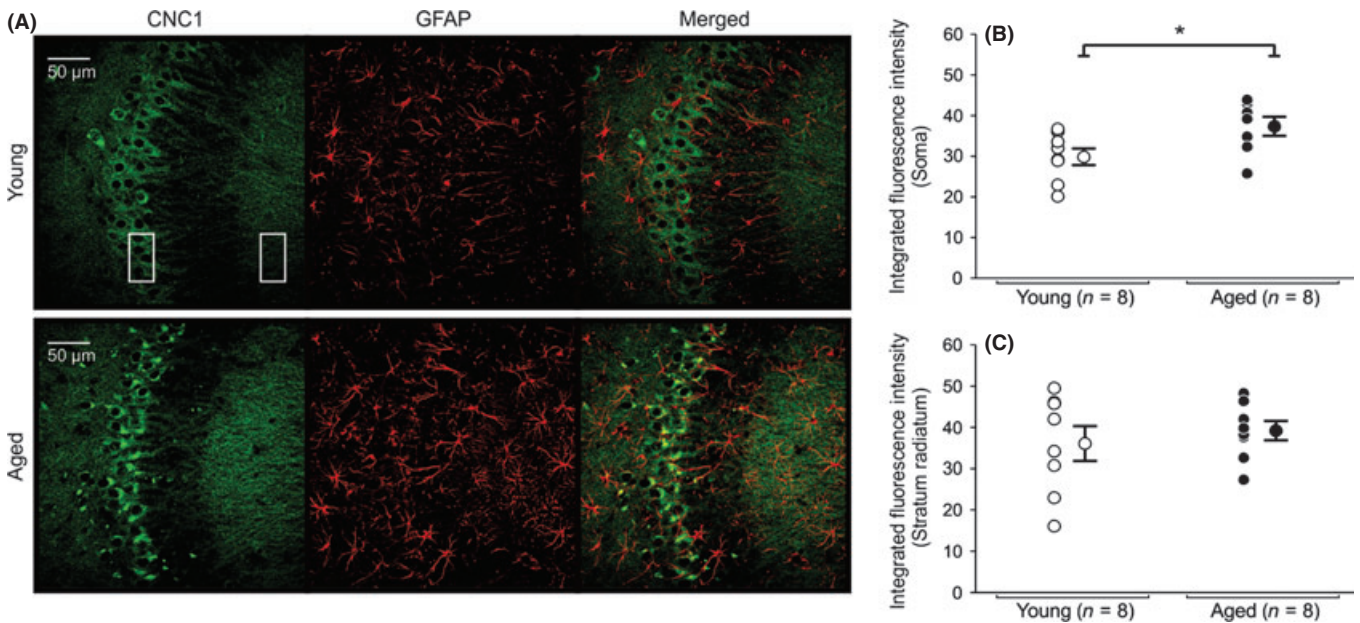 (A)
CNC1 GFAP Merged
Young
50 µm
Aged
50 µm
(B)
*
Integrated fluorescence intensity
(Soma)
60
50
40
30
20
10
0
Young (n = 8) Aged (n = 8)
(C)
Integrated fluorescence intensity
(Stratum radiatum)
60
50
40
30
20
10
0
Young (n = 8) Aged (n = 8)